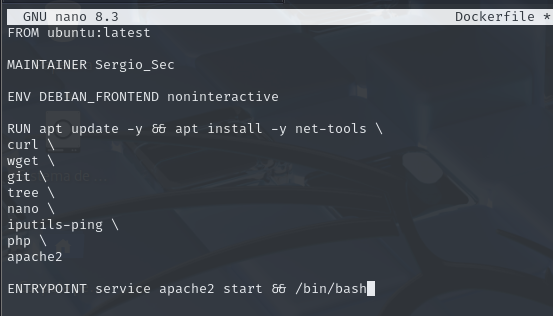 GNU nano 8.3 Dockerfile *
FROM ubuntu:latest
MAINTAINER Sergio_Sec
ENV DEBIAN_FRONTEND noninteractive
RUN apt update -y && apt install -y net-tools \
curl \
wget \
git \
tree \
nano \
iputils-ping \
php \
apache2
ENTRYPOINT service apache2 start && /bin/bash